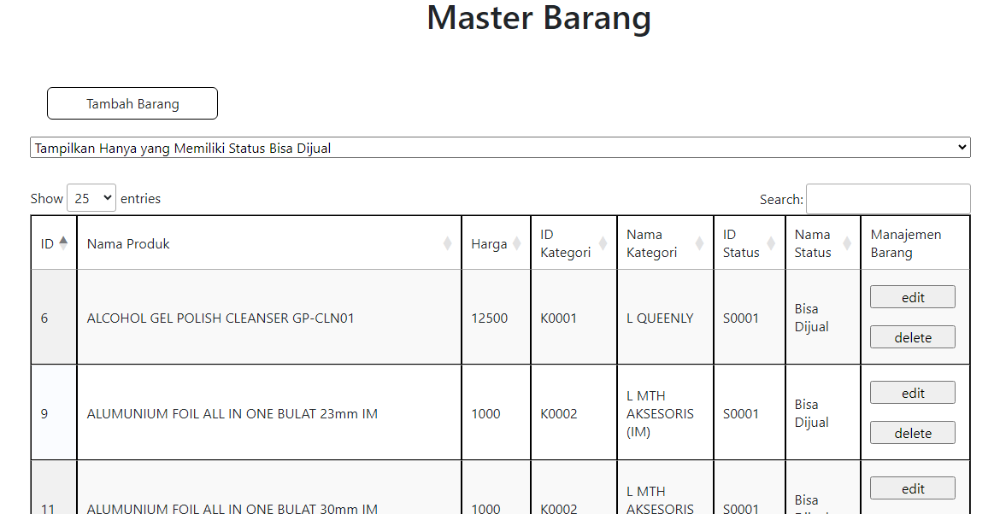 Master Barang
Tambah Barang
Tampilkan Hanya yang Memiliki Status Bisa Dijual
Show 25 entries
Search:
ID
Nama Produk
Harga
ID
Kategori
Nama
Kategori
ID
Status
Nama
Status
Manajemen
Barang
6
ALCOHOL GEL POLISH CLEANSER GP-CLN01
12500
K0001
L QUEENLY
S0001
Bisa
Dijual
edit
delete
9
ALUMUNIUM FOIL ALL IN ONE BULAT 23mm IM
1000
K0002
L MTH
AKSESORIS
(IM)
S0001
Bisa
Dijual
edit
delete
11
ALUMUNIUM FOIL ALL IN ONE BULAT 30mm IM
1000
K0002
L MTH
AKSESORIS
S0001
Bisa
edit